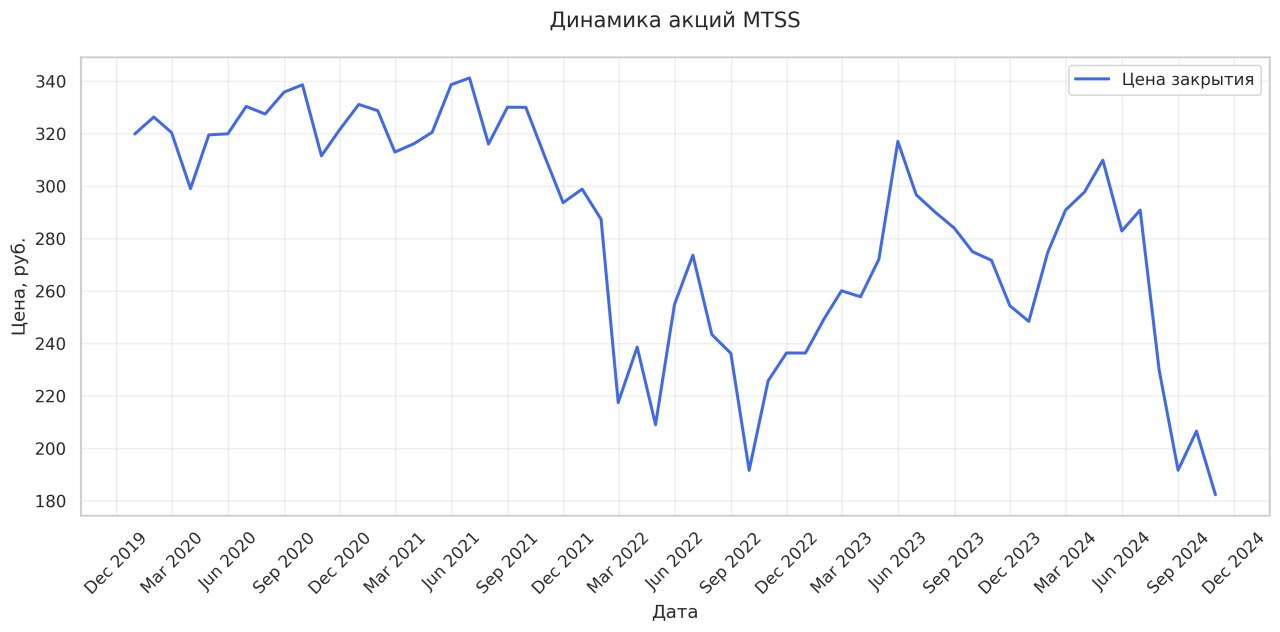 Динамика акций MTSS
Цена закрытия
Цена, руб.
340
320
300
280
260
240
220
200
180
Dec 2019
Mar 2020
Jun 2020
Sep 2020
Dec 2020
Mar 2021
Jun 2021
Sep 2021
Dec 2021
Mar 2022
Jun 2022
Sep 2022
Dec 2022
Mar 2023
Jun 2023
Sep 2023
Dec 2024
Mar 2024
Jun 2024
Sep 2024
Dec 2024
Дата